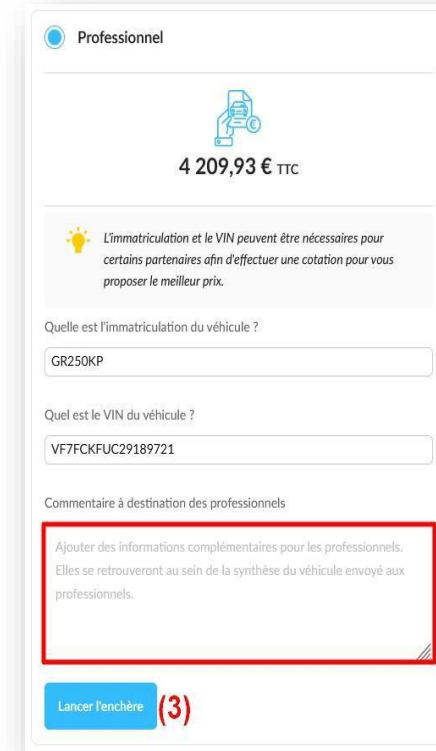 Professionnel
4 209,93 € TTC
L'immatriculation et le VIN peuvent être nécessaires pour
certains partenaires afin d'effectuer une cotation pour vous
proposer le meilleur prix.
Quelle est l'immatriculation du véhicule ?
GR250KP
Quel est le VIN du véhicule ?
VF7FCKFUC29189721
Commentaire à destination des professionnels
Ajouter des informations complémentaires pour les professionnels.
Elles se retrouveront au sein de la synthèse du véhicule envoyé aux
professionnels.
Lancer l'enchère (3)